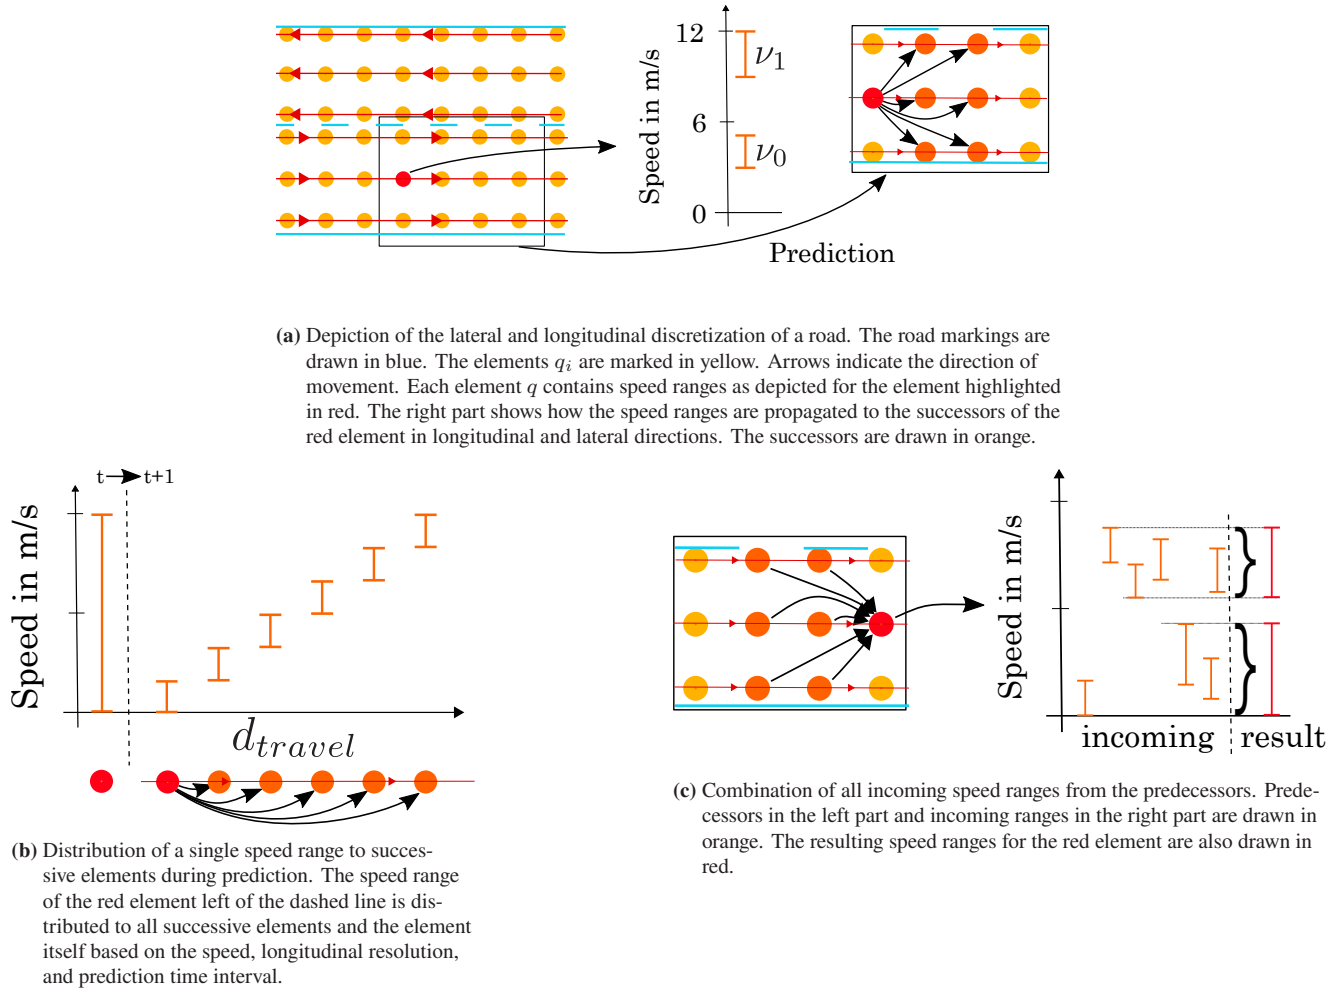 12
6
0
Speed in m/s
ν1
ν0
Prediction
(a) Depiction of the lateral and longitudinal discretization of a road. The road markings are
drawn in blue. The elements qi are marked in yellow. Arrows indicate the direction of
movement. Each element q contains speed ranges as depicted for the element highlighted
in red. The right part shows how the speed ranges are propagated to the successors of the
red element in longitudinal and lateral directions. The successors are drawn in orange.
t t+1
Speed in m/s
dtravel
(b) Distribution of a single speed range to succes-
sive elements during prediction. The speed range
of the red element left of the dashed line is dis-
tributed to all successive elements and the element
itself based on the speed, longitudinal resolution,
and prediction time interval.
Speed in m/s
incoming result
(c) Combination of all incoming speed ranges from the predecessors. Prede-
cessors in the left part and incoming ranges in the right part are drawn in
orange. The resulting speed ranges for the red element are also drawn in
red.